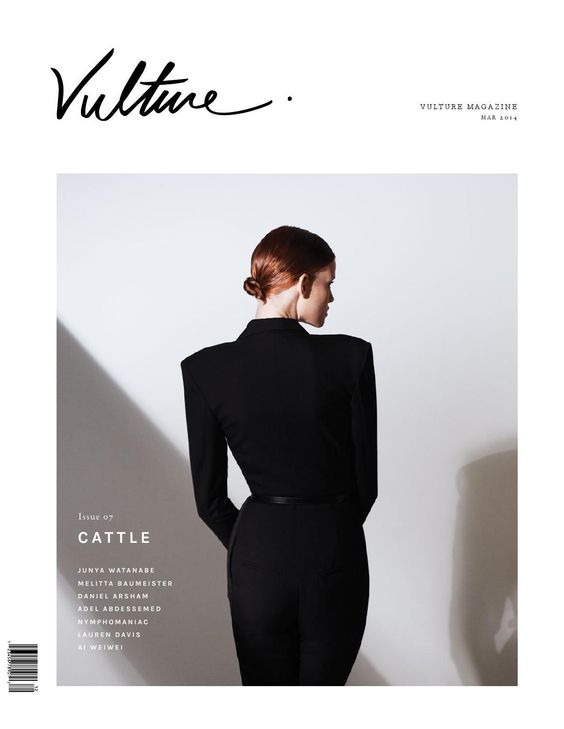 Vulture.
VULTURE MAGAZINE
MAR 2014
Issue 07
CATTLE
JUNYA WATANABE
MELITTA BAUMEISTER
DANIEL ARSHAM
ADEL ABDESSEMED
NYMPHOMANIAC
LAUREN DAVIS
AI WEIWEI